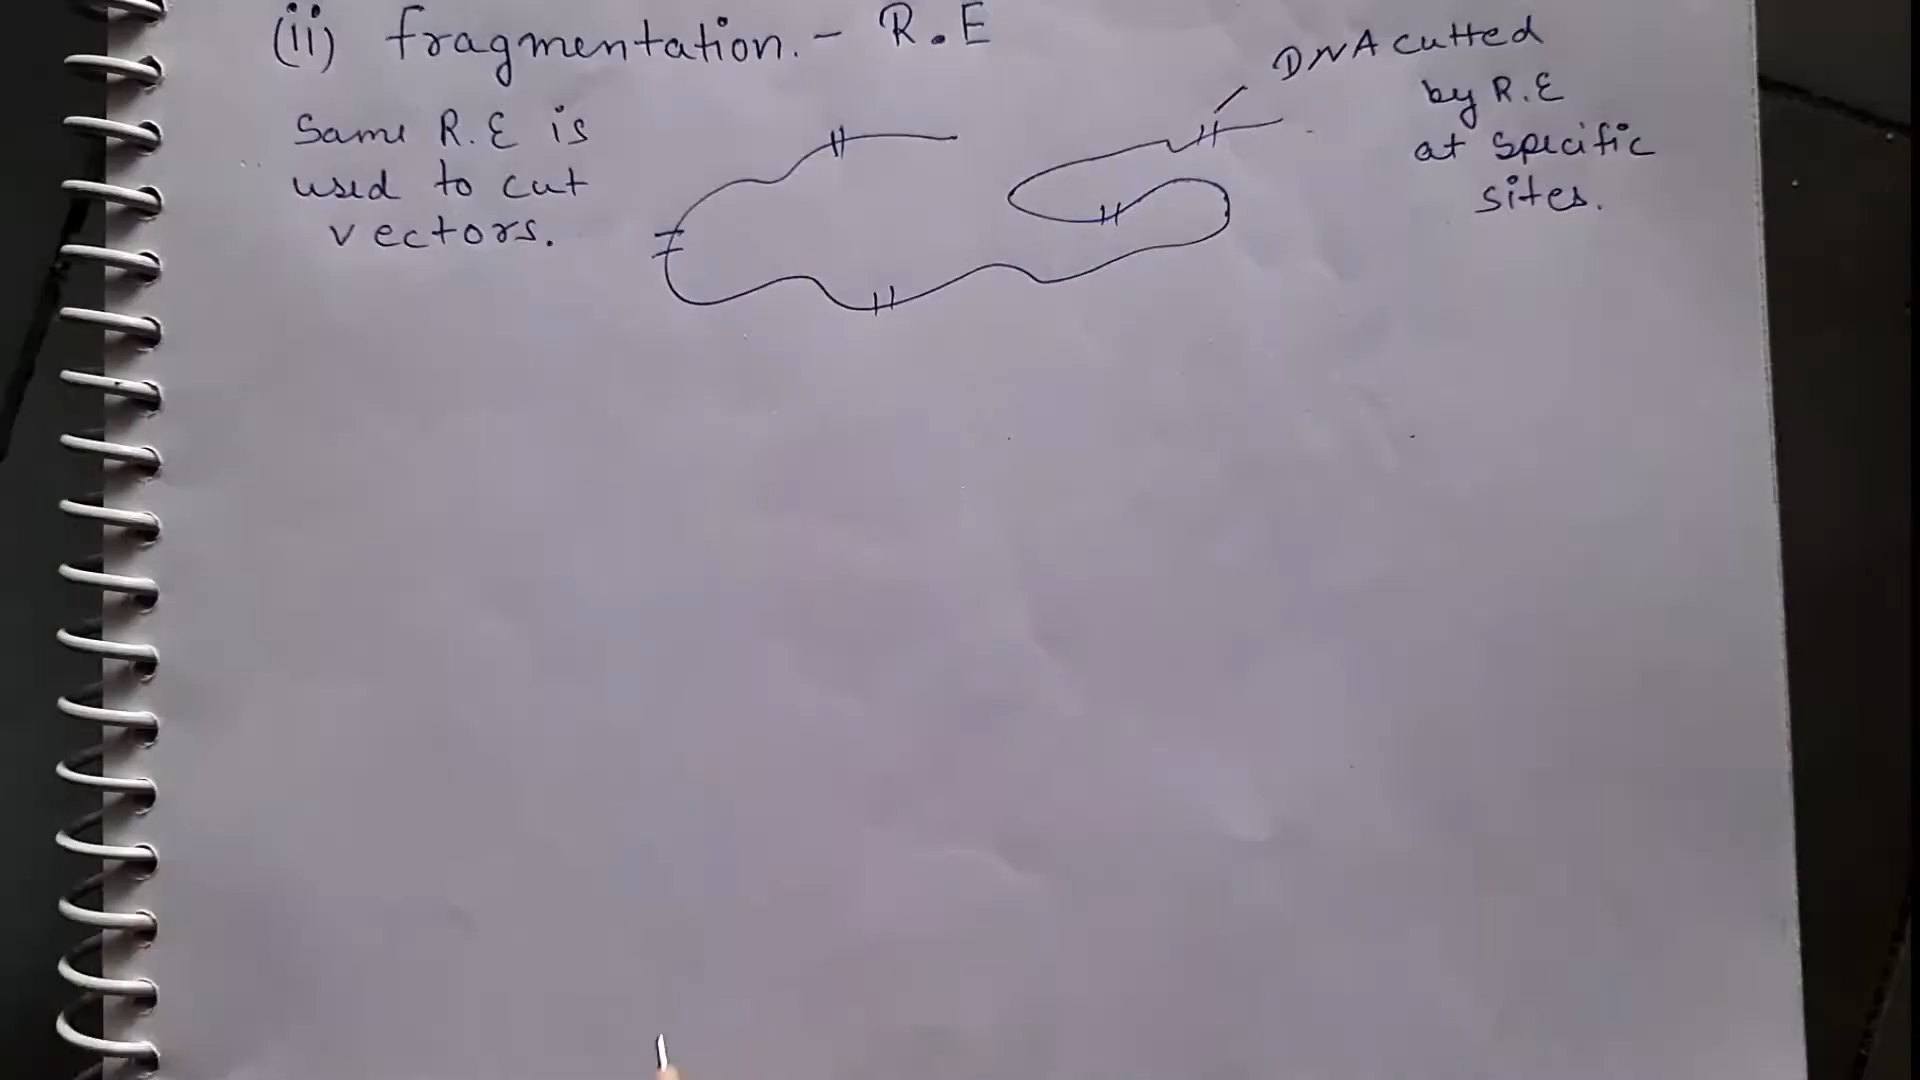 (ii) fragmentation. - R.E
Same R.E is
used to cut
vectors.
DNA cutted
by R.E
at specific
sites.